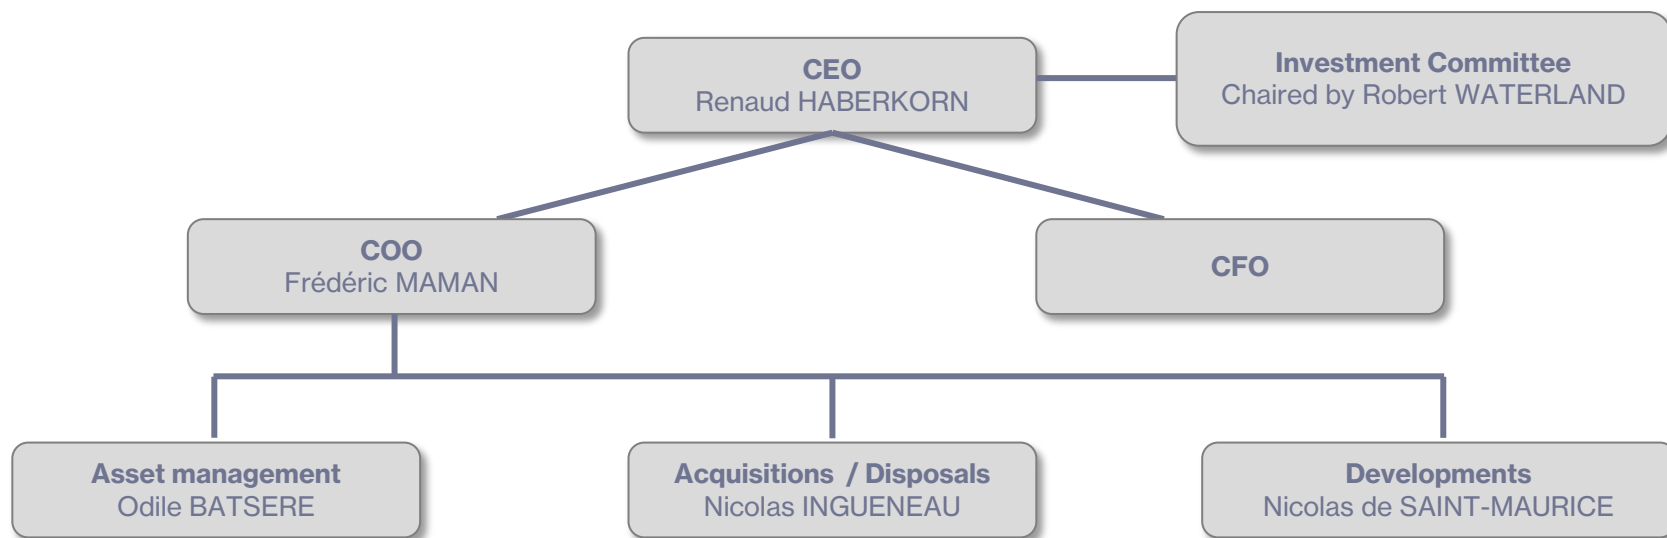 CEO
Renaud HABERKORN
Investment Committee
Chaired by Robert WATERLAND
COO
Frédéric MAMAN
CFO
Asset management
Odile BATSERE
Acquisitions / Disposals
Nicolas INGUENEAU
Developments
Nicolas de SAINT-MAURICE